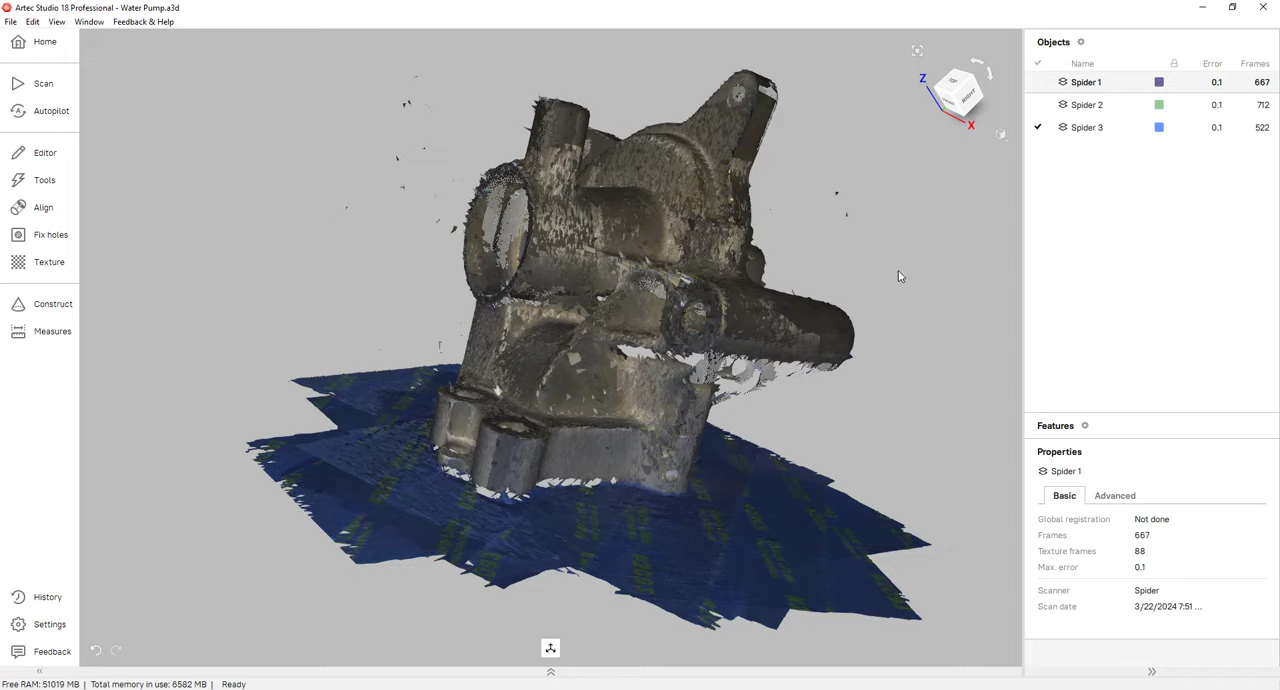 Artec Studio 18 Professional - Water Pump.a3d
File Edit View Window Feedback & Help
Home
Scan
Autopilot
Editor
Tools
Align
Fix holes
Texture
Construct
Measures
History
Settings
Feedback
Z
X
RIGHT
Objects
Name Error Frames
Spider 1 0.1 667
Spider 2 0.1 712
Spider 3 0.1 522
Features
Properties
Spider 1
Basic Advanced
Global registration Not done
Frames 667
Texture frames 88
Max. error 0.1
Scanner Spider
Scan date 3/22/2024 7:51 ...
Free RAM: 51019 MB | Total memory in use: 6582 MB | Ready